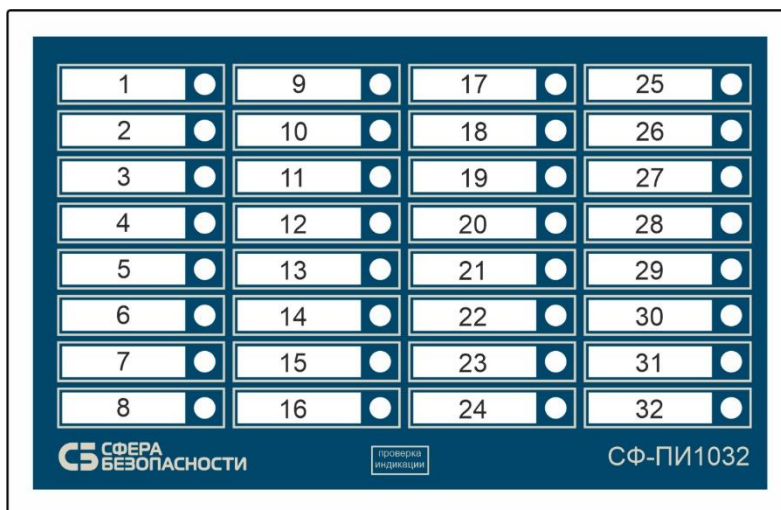 1 9 17 25
2 10 18 26
3 11 19 27
4 12 20 28
5 13 21 29
6 14 22 30
7 15 23 31
8 16 24 32
СФЕРА
БЕЗОПАСНОСТИ
проверка
индикации
СФ-ПИ1032